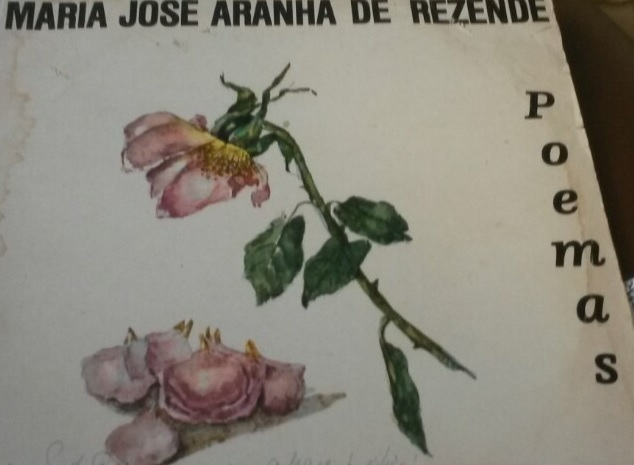 MARIA JOSE ARANHA DE REZENDE
Poemas